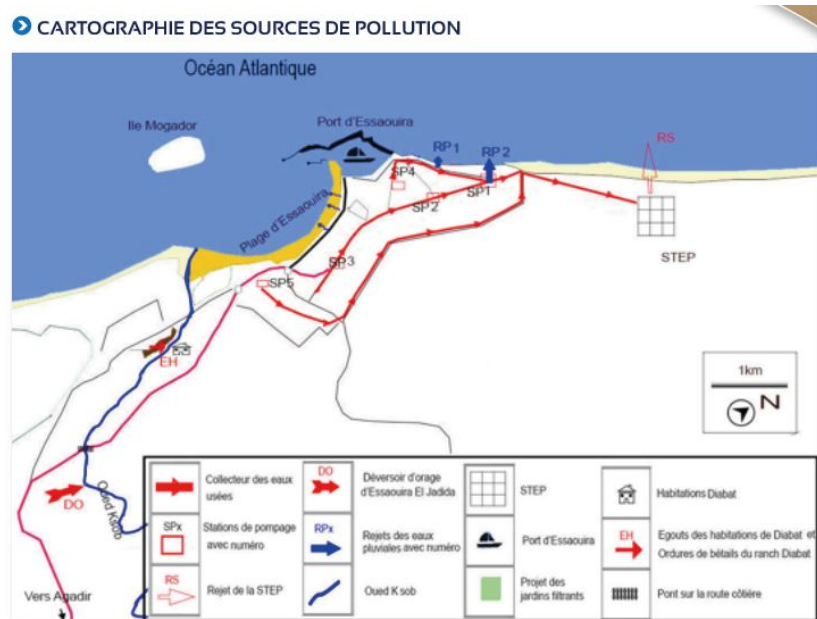 CARTOGRAPHIE DES SOURCES DE POLLUTION
Océan Atlantique
Ile Mogador
Port d'Essaouira
RP 1
RP2
RS
SP4
SP1
SP2
Plage d'Essaouira
STEP
SP3
SP5
EH
1km
N
DO
Oued Ksob
Vers Agadir
Collecteur des eaux
usées
DO
Déversoir d'orage
d'Essaouira El Jadida
STEP
Habitations Diabat
SPx
Stations de pompage
avec numéro
RPx
Rejets des eaux
pluviales avec numéro
Port d'Essaouira
EH
Egouts des habitations de Diabat et
Ordures de bétails du ranch Diabat
RS
Rejet de la STEP
Oued K sob
Projet des
jardins filtrants
Pont sur la route côtière